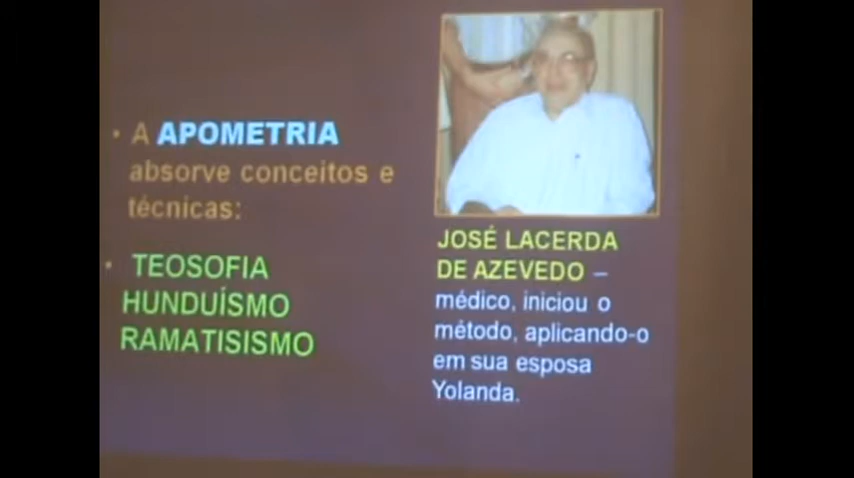 • A APOMETRIA
absorve conceitos e
técnicas:
• TEOSOFIA
HUNDUÍSMO
RAMATISISMO
JOSÉ LACERDA
DE AZEVEDO –
médico, iniciou o
método, aplicando-o
em sua esposa
Yolanda.